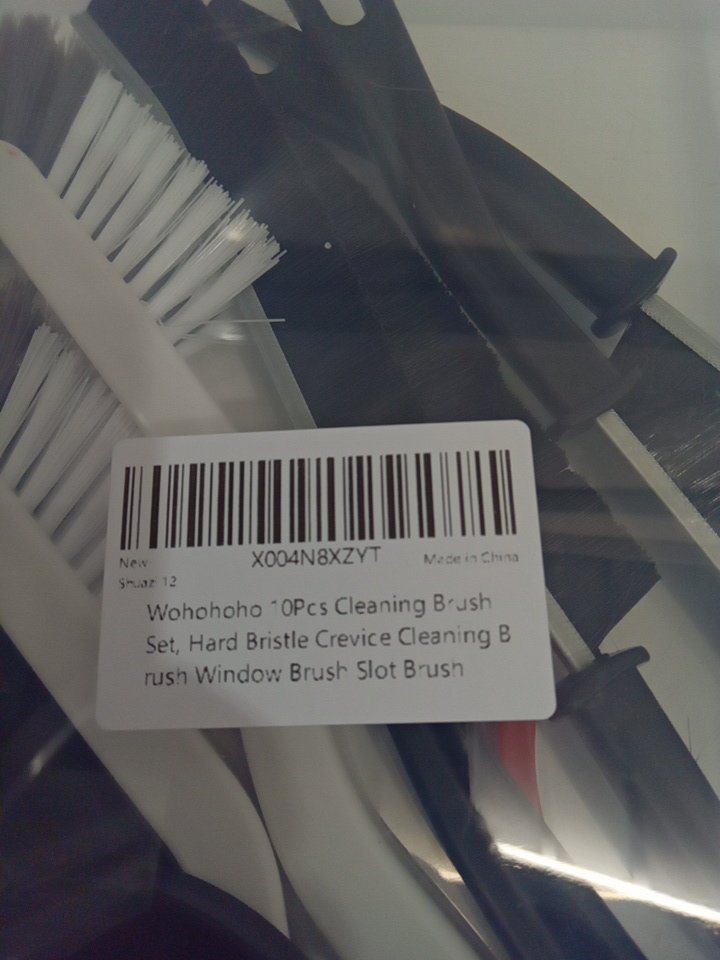 X004N8XZYT
New
Made in China
Shuazi 12
Wohohoho 10Pcs Cleaning Brush
Set, Hard Bristle Crevice Cleaning B
rush Window Brush Slot Brush